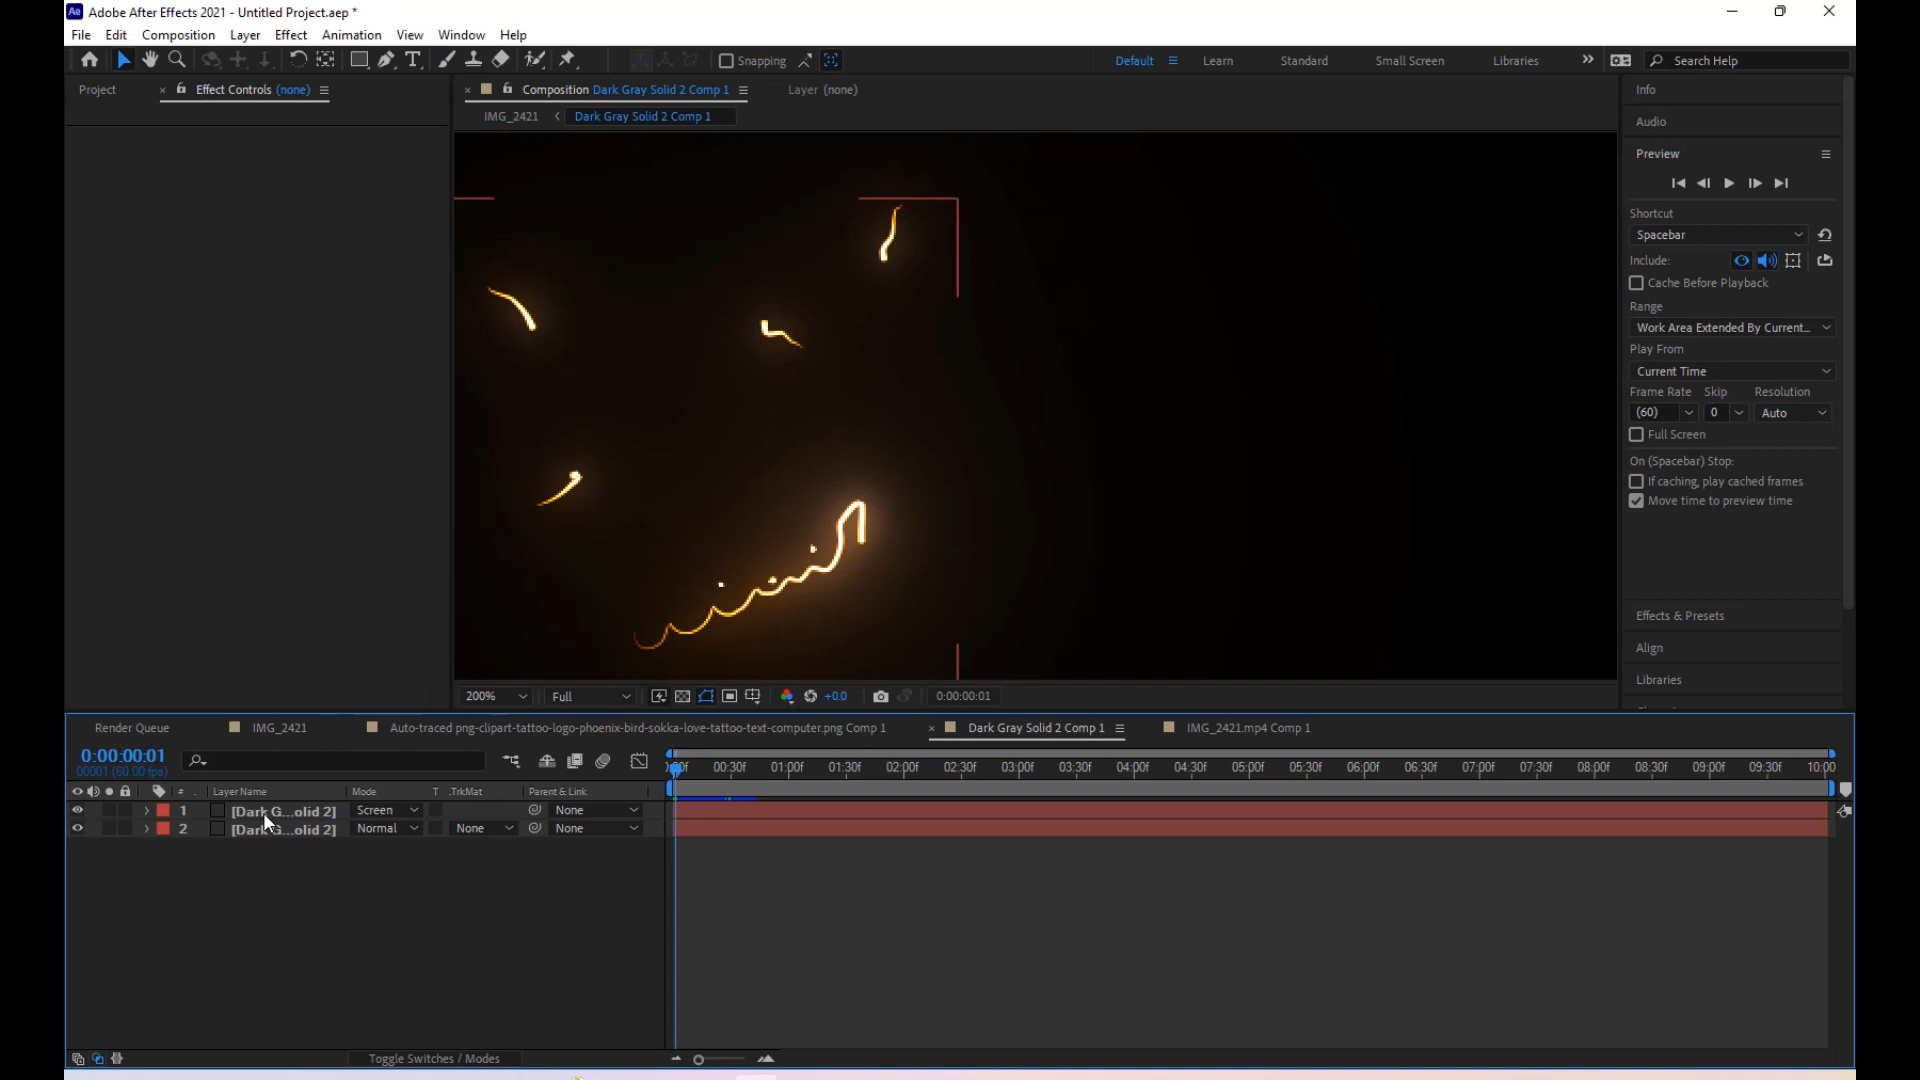 Ae Adobe After Effects 2021 - Untitled Project.aep *
File Edit Composition Layer Effect Animation View Window Help
Snapping Default Learn Standard Small Screen Libraries Search Help
Project Effect Controls (none) Composition Dark Gray Solid 2 Comp 1 Layer (none) Info
IMG_2421 Dark Gray Solid 2 Comp 1 Audio
Preview
Shortcut
Spacebar
Include:
Cache Before Playback
Range
Work Area Extended By Current...
Play From
Current Time
Frame Rate Skip Resolution
(60) 0 Auto
Full Screen
On (Spacebar) Stop:
If caching, play cached frames
Move time to preview time
Effects & Presets
Align
Libraries
200% Full +0.0 0:00:00:01
Render Queue IMG_2421 Auto-traced png-clipart-tattoo-logo-phoenix-bird-sokka-love-tattoo-text-computer.png Comp 1 Dark Gray Solid 2 Comp 1 IMG_2421.mp4 Comp 1
0:00:00:01
00001 (60.00 fps)
00:30f 01:00f 01:30f 02:00f 02:30f 03:00f 03:30f 04:00f 04:30f 05:00f 05:30f 06:00f 06:30f 07:00f 07:30f 08:00f 08:30f 09:00f 09:30f 10:00
# Layer Name Mode T .TrkMat Parent & Link
1 [Dark G...olid 2] Screen None
2 [Dark G...olid 2] Normal None None
Toggle Switches / Modes